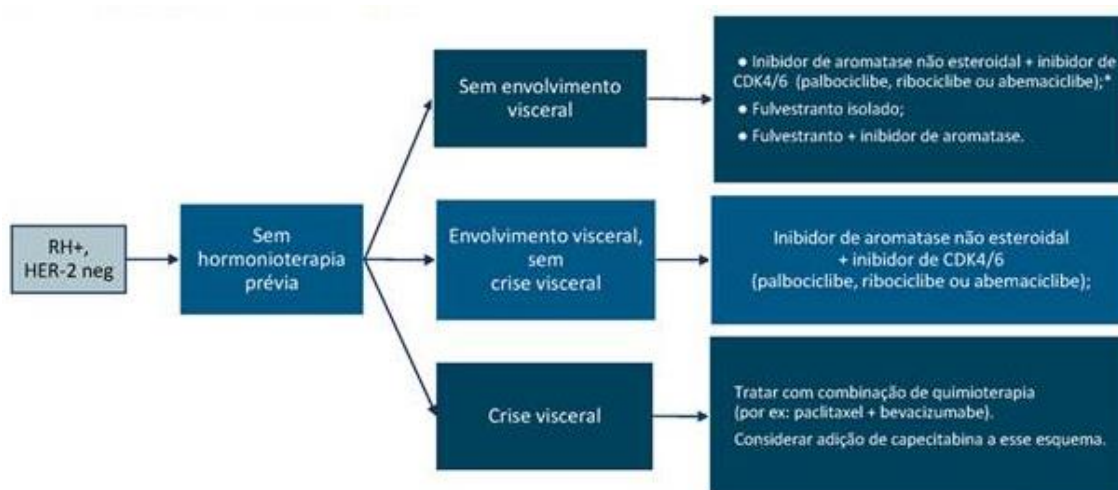 RH+,
HER-2 neg
Sem
hormonioterapia
prévia
Sem envolvimento
visceral
● Inibidor de aromatase não esteroidal + inibidor de
CDK4/6 (palbociclibe, ribociclibe ou abemaciclibe);*
● Fulvestranto isolado;
● Fulvestranto + inibidor de aromatase.
Envolvimento visceral,
sem
crise visceral
Inibidor de aromatase não esteroidal
+ inibidor de CDK4/6
(palbociclibe, ribociclibe ou abemaciclibe);
Crise visceral
Tratar com combinação de quimioterapia
(por ex: paclitaxel + bevacizumabe).
Considerar adição de capecitabina a esse esquema.